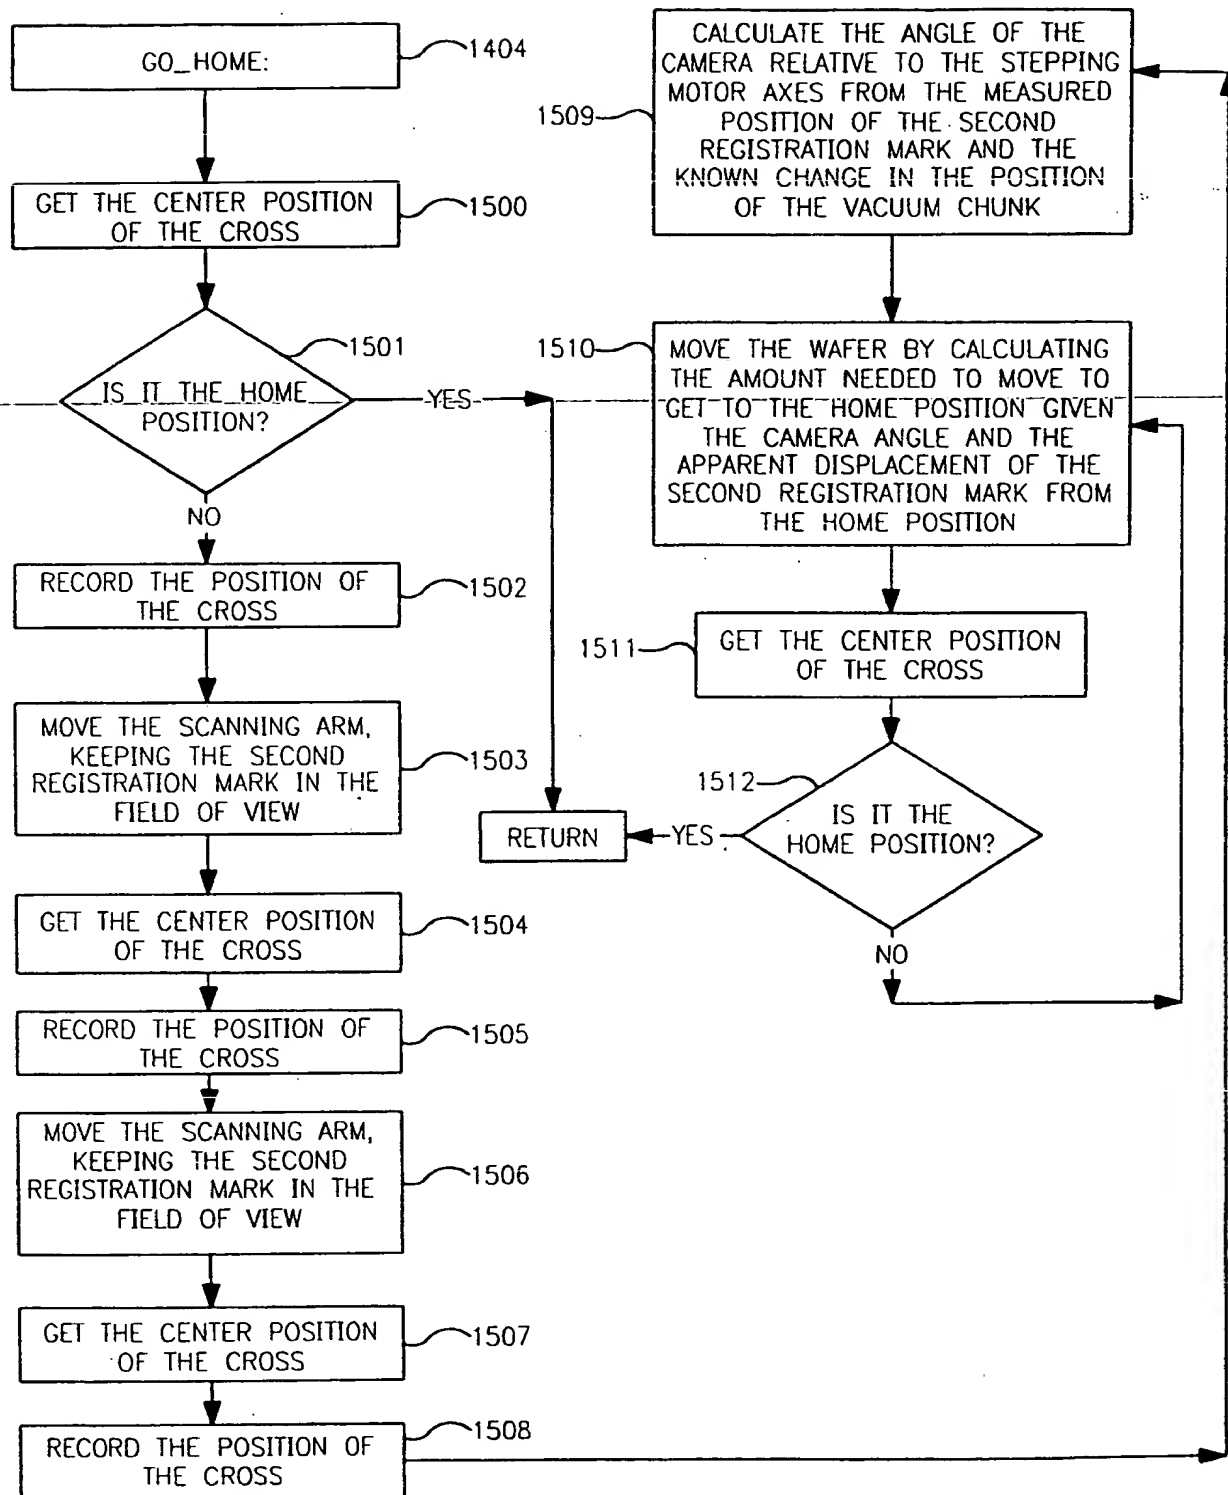 GO_HOME:
1404
GET THE CENTER POSITION
OF THE CROSS
1500
IS IT THE HOME
POSITION?
1501
YES
NO
RECORD THE POSITION OF
THE CROSS
1502
MOVE THE SCANNING ARM,
KEEPING THE SECOND
REGISTRATION MARK IN THE
FIELD OF VIEW
1503
GET THE CENTER POSITION
OF THE CROSS
1504
RECORD THE POSITION OF
THE CROSS
1505
MOVE THE SCANNING ARM,
KEEPING THE SECOND
REGISTRATION MARK IN THE
FIELD OF VIEW
1506
GET THE CENTER POSITION
OF THE CROSS
1507
RECORD THE POSITION OF
THE CROSS
1508
CALCULATE THE ANGLE OF THE
CAMERA RELATIVE TO THE STEPPING
MOTOR AXES FROM THE MEASURED
POSITION OF THE SECOND
REGISTRATION MARK AND THE
KNOWN CHANGE IN THE POSITION
OF THE VACUUM CHUNK
1509
MOVE THE WAFER BY CALCULATING
THE AMOUNT NEEDED TO MOVE TO
GET TO THE HOME POSITION GIVEN
THE CAMERA ANGLE AND THE
APPARENT DISPLACEMENT OF THE
SECOND REGISTRATION MARK FROM
THE HOME POSITION
1510
GET THE CENTER POSITION
OF THE CROSS
1511
IS IT THE
HOME POSITION?
1512
YES
RETURN
NO